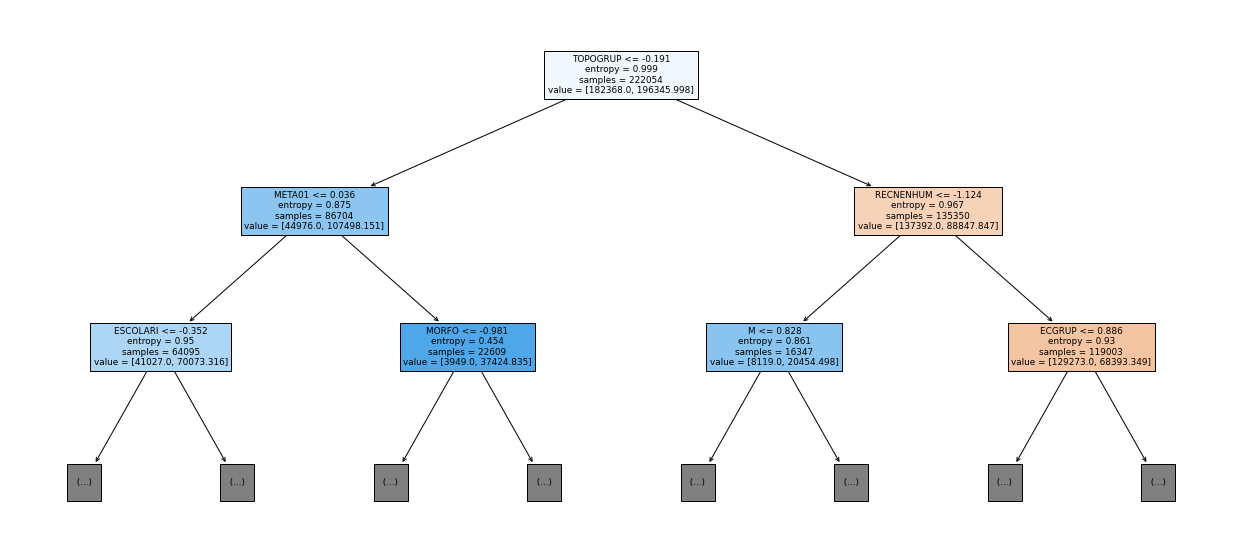 TOPOGRUP <= -0.191
entropy = 0.999
samples = 222054
value = [182368.0, 196345.998]
META01 <= 0.036
entropy = 0.875
samples = 86704
value = [44976.0, 107498.151]
RECNENHUM <= -1.124
entropy = 0.967
samples = 135350
value = [137392.0, 88847.847]
ESCOLARI <= -0.352
entropy = 0.95
samples = 64095
value = [41027.0, 70073.316]
MORFO <= -0.981
entropy = 0.454
samples = 22609
value = [3949.0, 37424.835]
M <= 0.828
entropy = 0.861
samples = 16347
value = [8119.0, 20454.498]
ECGRUP <= 0.886
entropy = 0.93
samples = 119003
value = [129273.0, 68393.349]
(...)
(...)
(...)
(...)
(...)
(...)
(...)
(...)